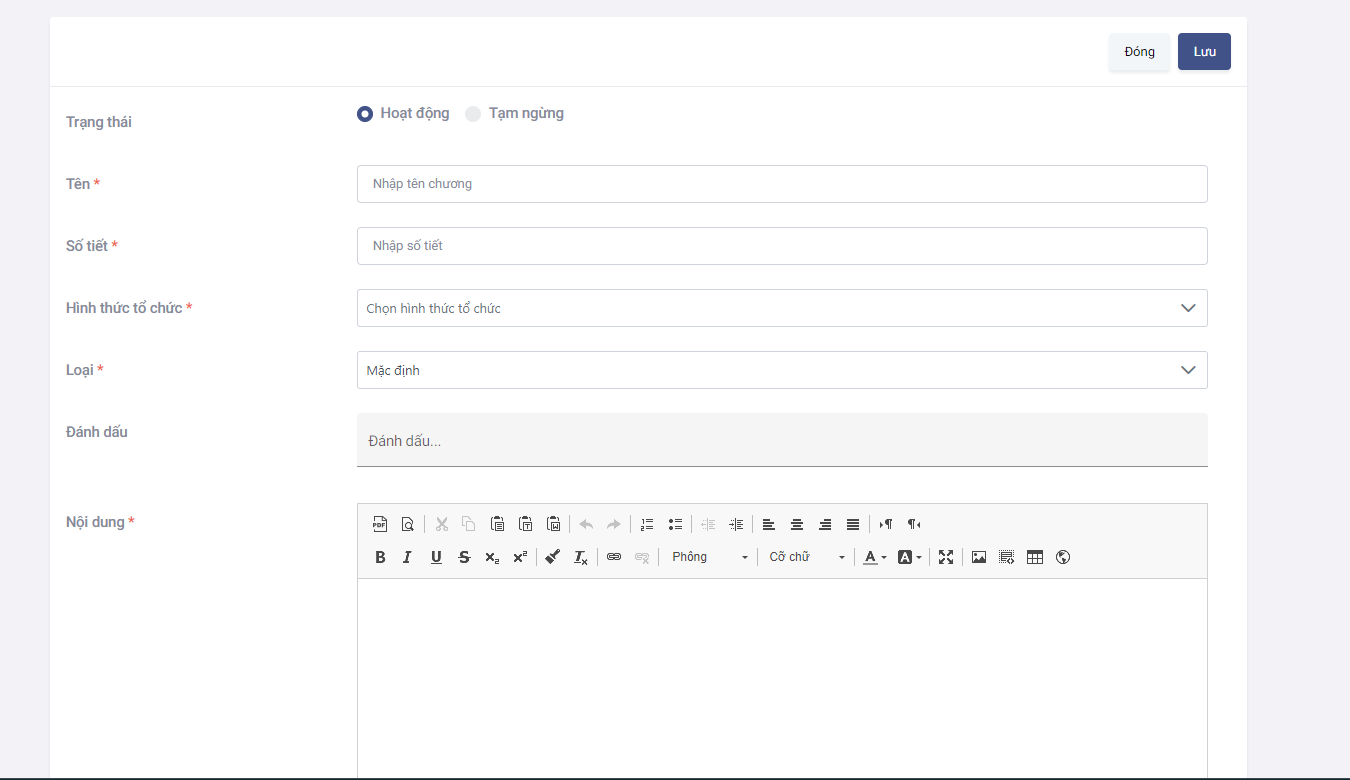 Đóng Lưu
Trạng thái Hoạt động Tạm ngừng
Tên * Nhập tên chương
Số tiết * Nhập số tiết
Hình thức tổ chức * Chọn hình thức tổ chức
Loại * Mặc định
Đánh dấu Đánh dấu...
Nội dung *
Phông Cỡ chữ